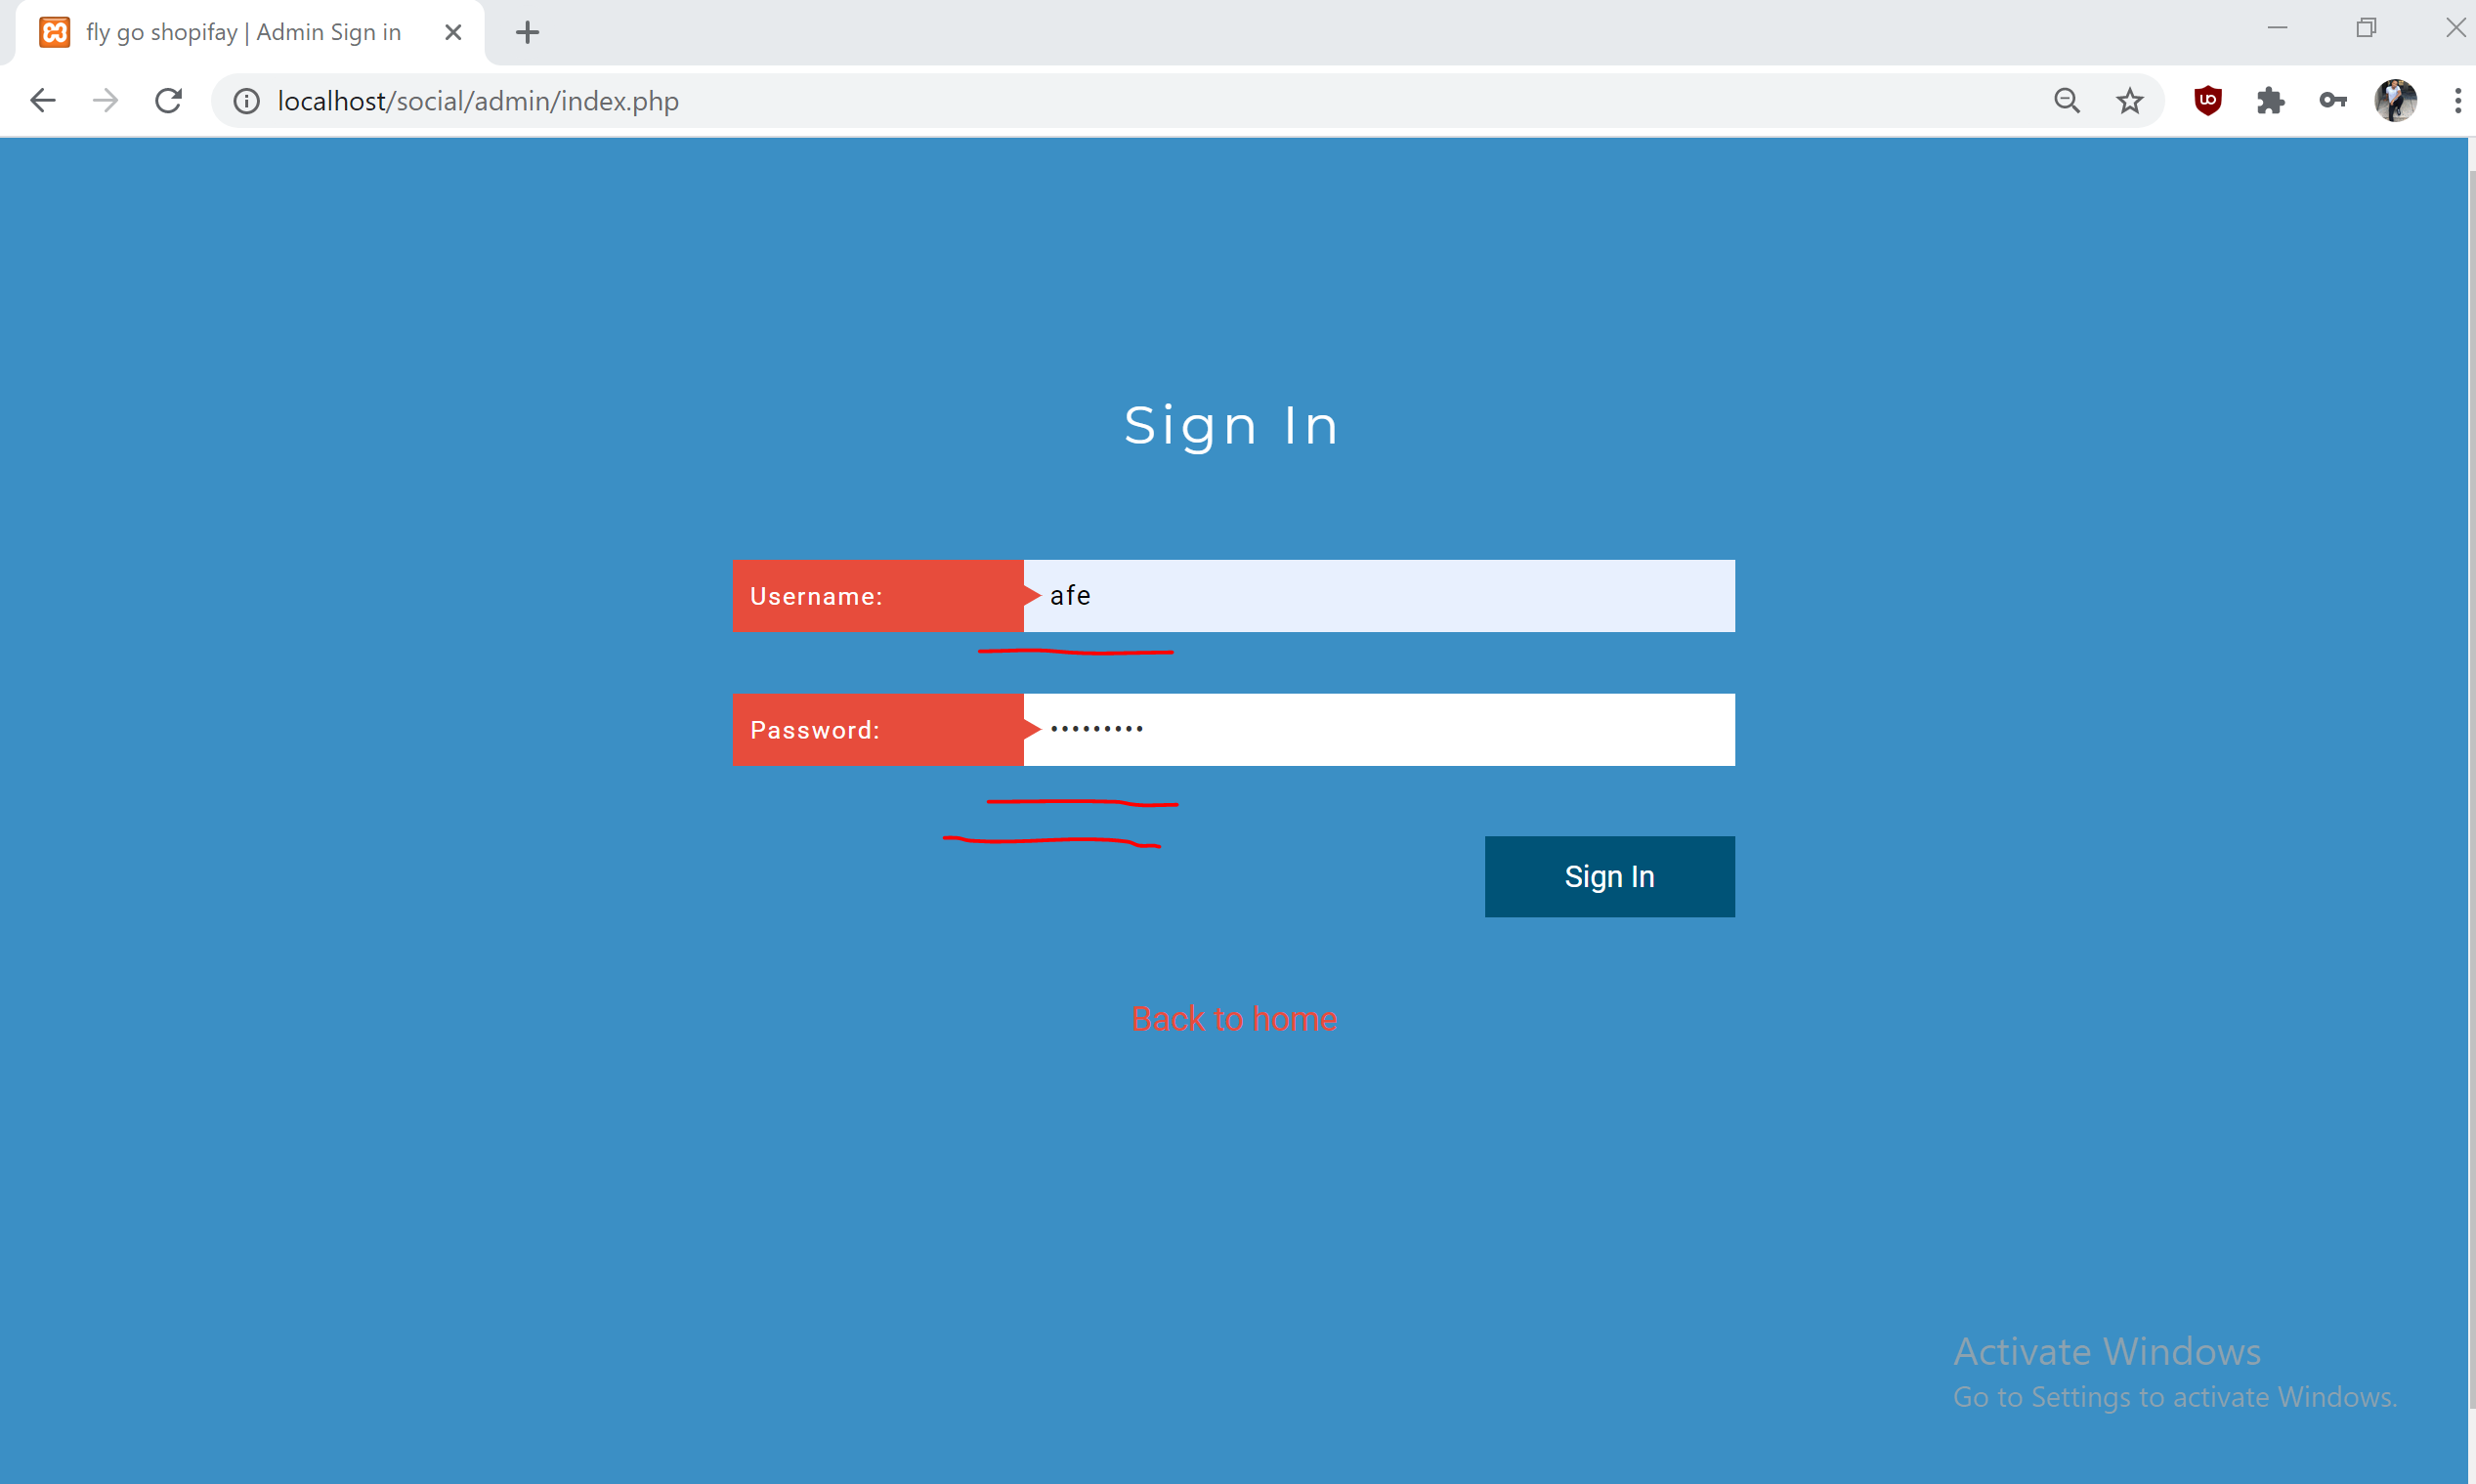 fly go shopifay | Admin Sign in
localhost/social/admin/index.php
Sign In
Username:
afe
Password:
•••••••••
Sign In
Back to home
Activate Windows
Go to Settings to activate Windows.